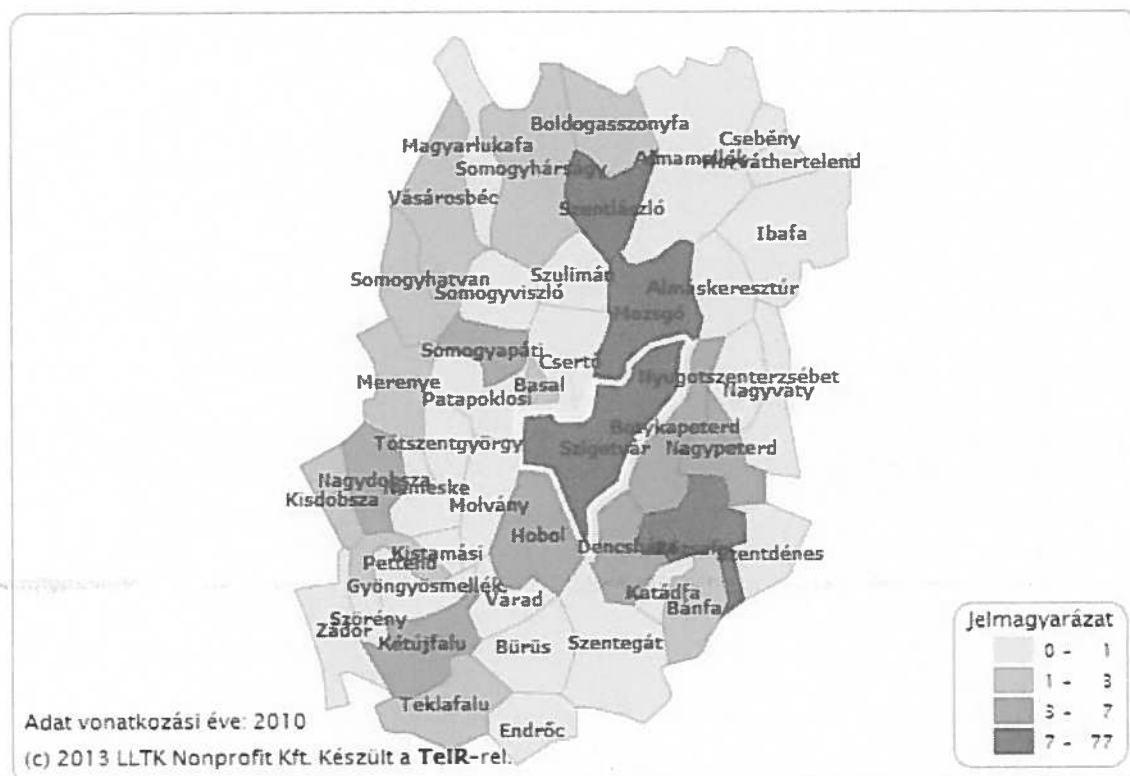 Boldogasszonyfa
Csebény
Magyarlukafa
Almamellék
Horváthertelend
Somogyhárságy
Vásárosbéc
Szentlászló
Ibafa
Szulimán
Somogyhatvan
Somogyviszló
Almáskeresztúr
Mozsgó
Somogyapáti
Csertő
Merenye
Basal
Nyugotszenterzsébet
Nagyváty
Patapoklosi
Botykapeterd
Tótszentgyörgy
Szigetvár
Nagypeterd
Nagydobsza
Nemeske
Kisdobsza
Molvány
Hobol
Dencsháza
Szentdénes
Kistamási
Pettend
Gyöngyösmellék
Várad
Katádfa
Bánfa
Szörény
Zádor
Kétújfalu
Bürüs
Szentegát
Teklafalu
Endrőc
Jelmagyarázat
0 - 1
1 - 3
3 - 7
7 - 77
Adat vonatkozási éve: 2010
(c) 2013 LLTK Nonprofit Kft. Készült a TeIR-rel.